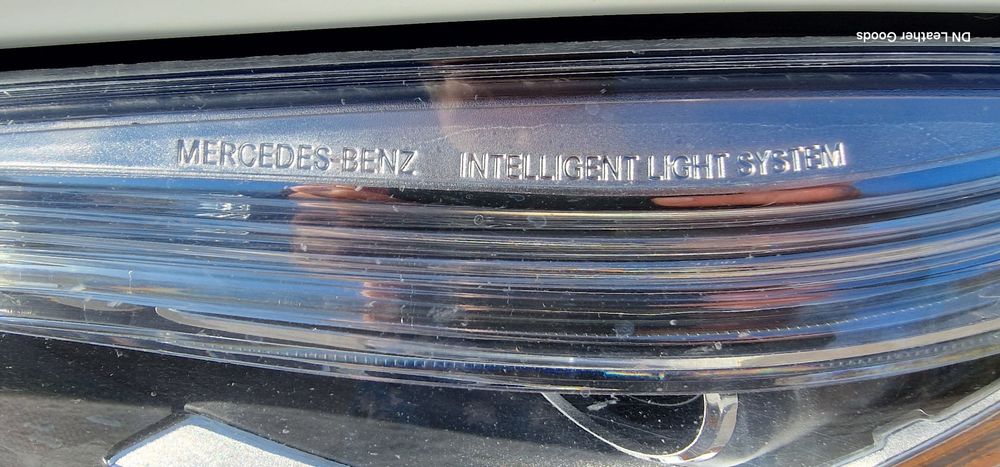 DN Leather Goods
MERCEDES-BENZ INTELLIGENT LIGHT SYSTEM